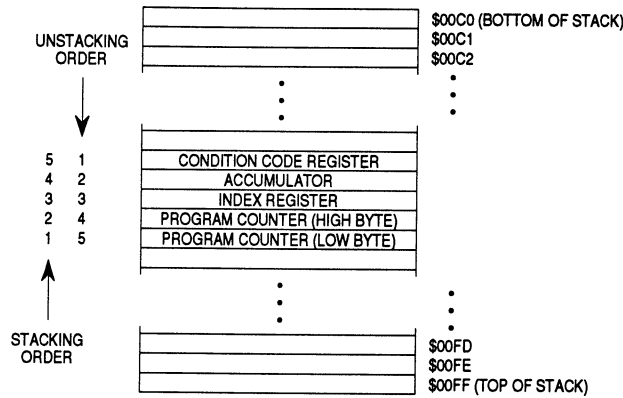 $00C0 (BOTTOM OF STACK)
$00C1
$00C2
UNSTACKING
ORDER
5 1 CONDITION CODE REGISTER
4 2 ACCUMULATOR
3 3 INDEX REGISTER
2 4 PROGRAM COUNTER (HIGH BYTE)
1 5 PROGRAM COUNTER (LOW BYTE)
STACKING
ORDER
$00FD
$00FE
$00FF (TOP OF STACK)